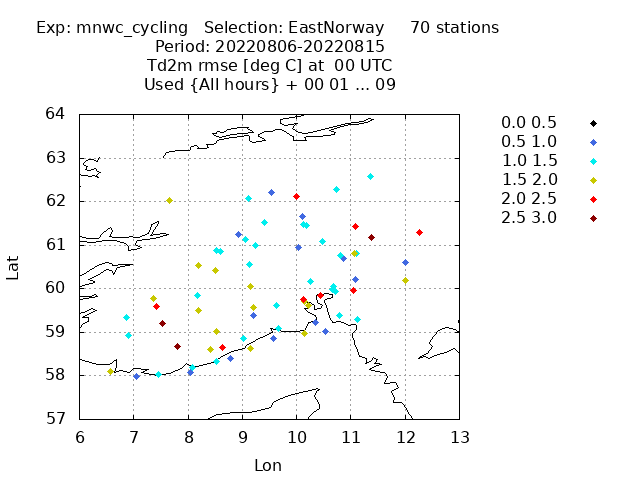 Exp: mnwc_cycling Selection: EastNorway 70 stations
Period: 20220806-20220815
Td2m rmse [deg C] at 00 UTC
Used {All hours} + 00 01 ... 09
64
63
62
61
60
59
58
57
6 7 8 9 10 11 12 13
Lat
Lon
0.0 0.5
0.5 1.0
1.0 1.5
1.5 2.0
2.0 2.5
2.5 3.0